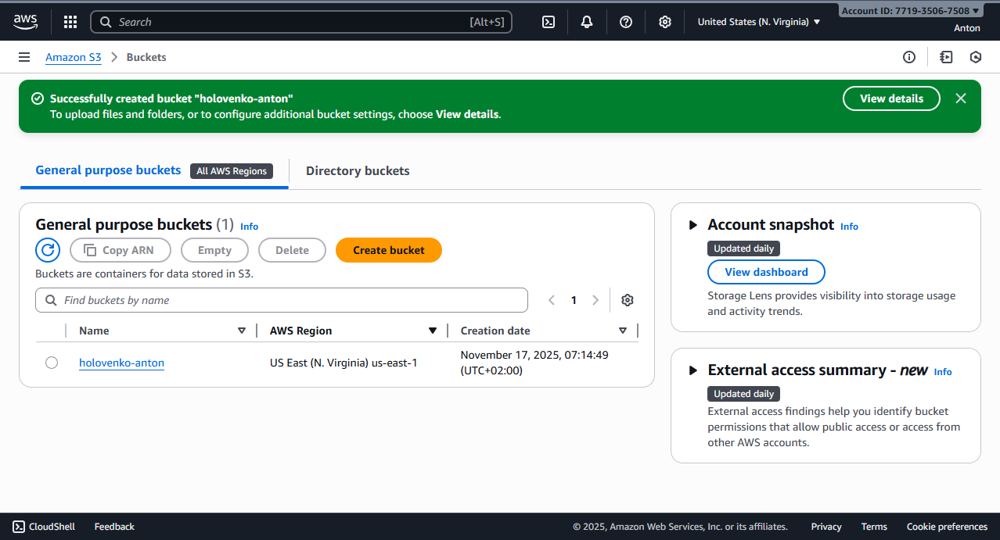 aws
Search
[Alt+S]
United States (N. Virginia)
Account ID: 7719-3506-7508
Anton
Amazon S3
Buckets
Successfully created bucket "holovenko-anton"
To upload files and folders, or to configure additional bucket settings, choose View details.
View details
General purpose buckets
All AWS Regions
Directory buckets
General purpose buckets (1) Info
Copy ARN
Empty
Delete
Create bucket
Buckets are containers for data stored in S3.
Find buckets by name
1
Name
AWS Region
Creation date
holovenko-anton
US East (N. Virginia) us-east-1
November 17, 2025, 07:14:49
(UTC+02:00)
Account snapshot Info
Updated daily
View dashboard
Storage Lens provides visibility into storage usage
and activity trends.
External access summary - new Info
Updated daily
External access findings help you identify bucket
permissions that allow public access or access from
other AWS accounts.
CloudShell
Feedback
© 2025, Amazon Web Services, Inc. or its affiliates.
Privacy
Terms
Cookie preferences